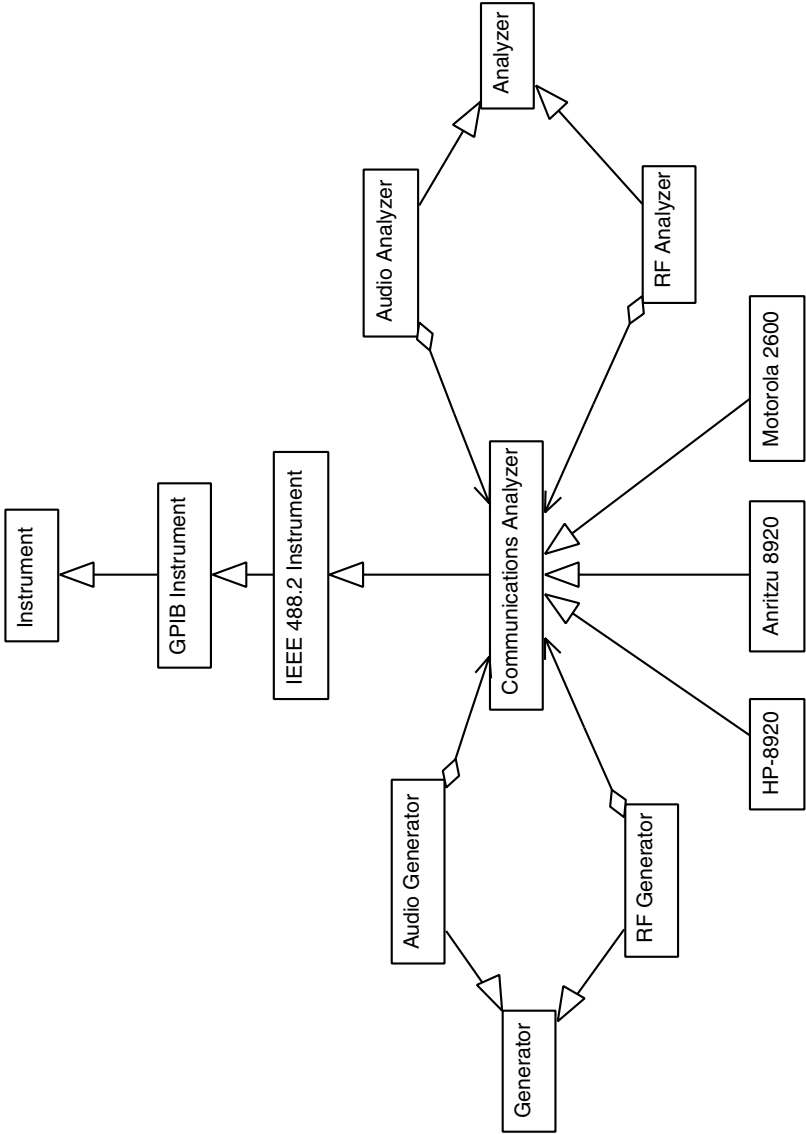 Instrument
GPIB Instrument
IEEE 488.2 Instrument
Audio Generator
Audio Analyzer
Generator
Communications Analyzer
Analyzer
RF Generator
RF Analyzer
HP-8920
Anritzu 8920
Motorola 2600